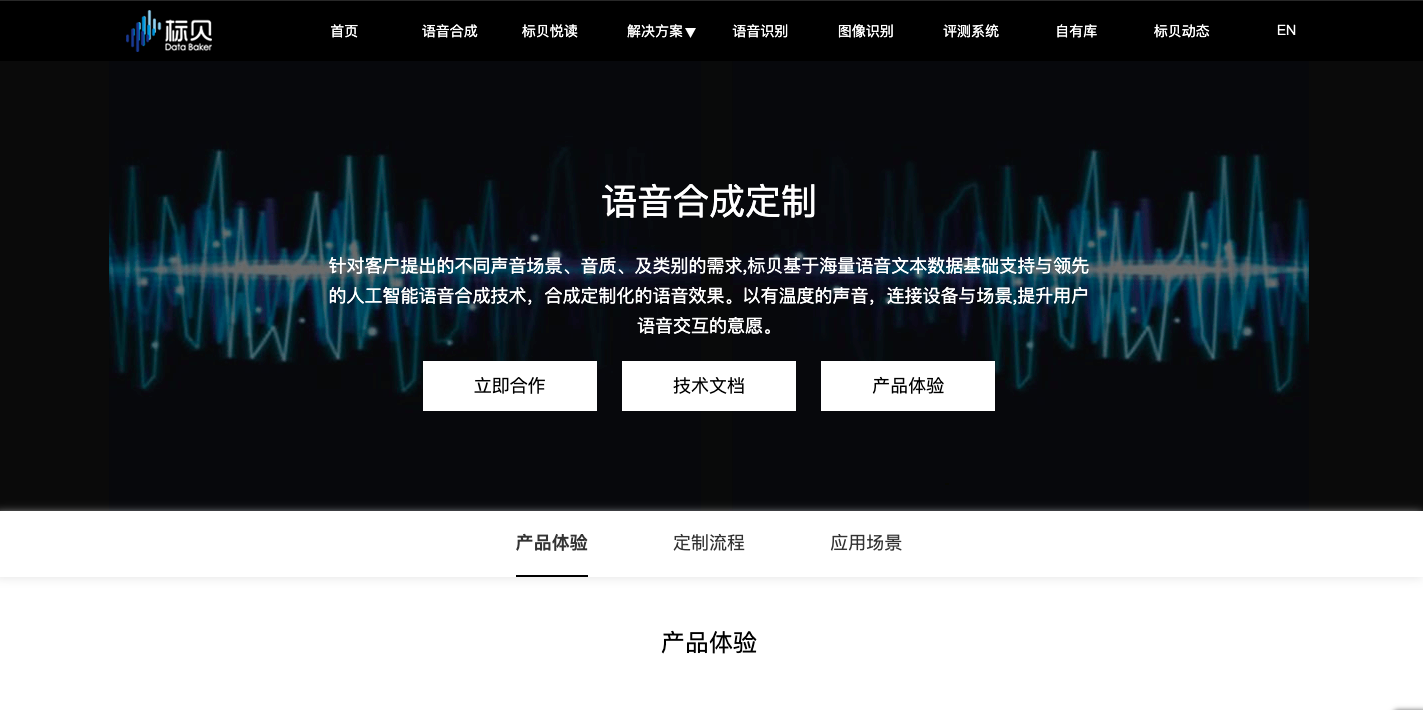 标贝
Data Baker
首页 语音合成 标贝悦读 解决方案▼ 语音识别 图像识别 评测系统 自有库 标贝动态 EN
语音合成定制
针对客户提出的不同声音场景、音质、及类别的需求,标贝基于海量语音文本数据基础支持与领先
的人工智能语音合成技术，合成定制化的语音效果。以有温度的声音，连接设备与场景,提升用户
语音交互的意愿。
立即合作 技术文档 产品体验
产品体验 定制流程 应用场景
产品体验